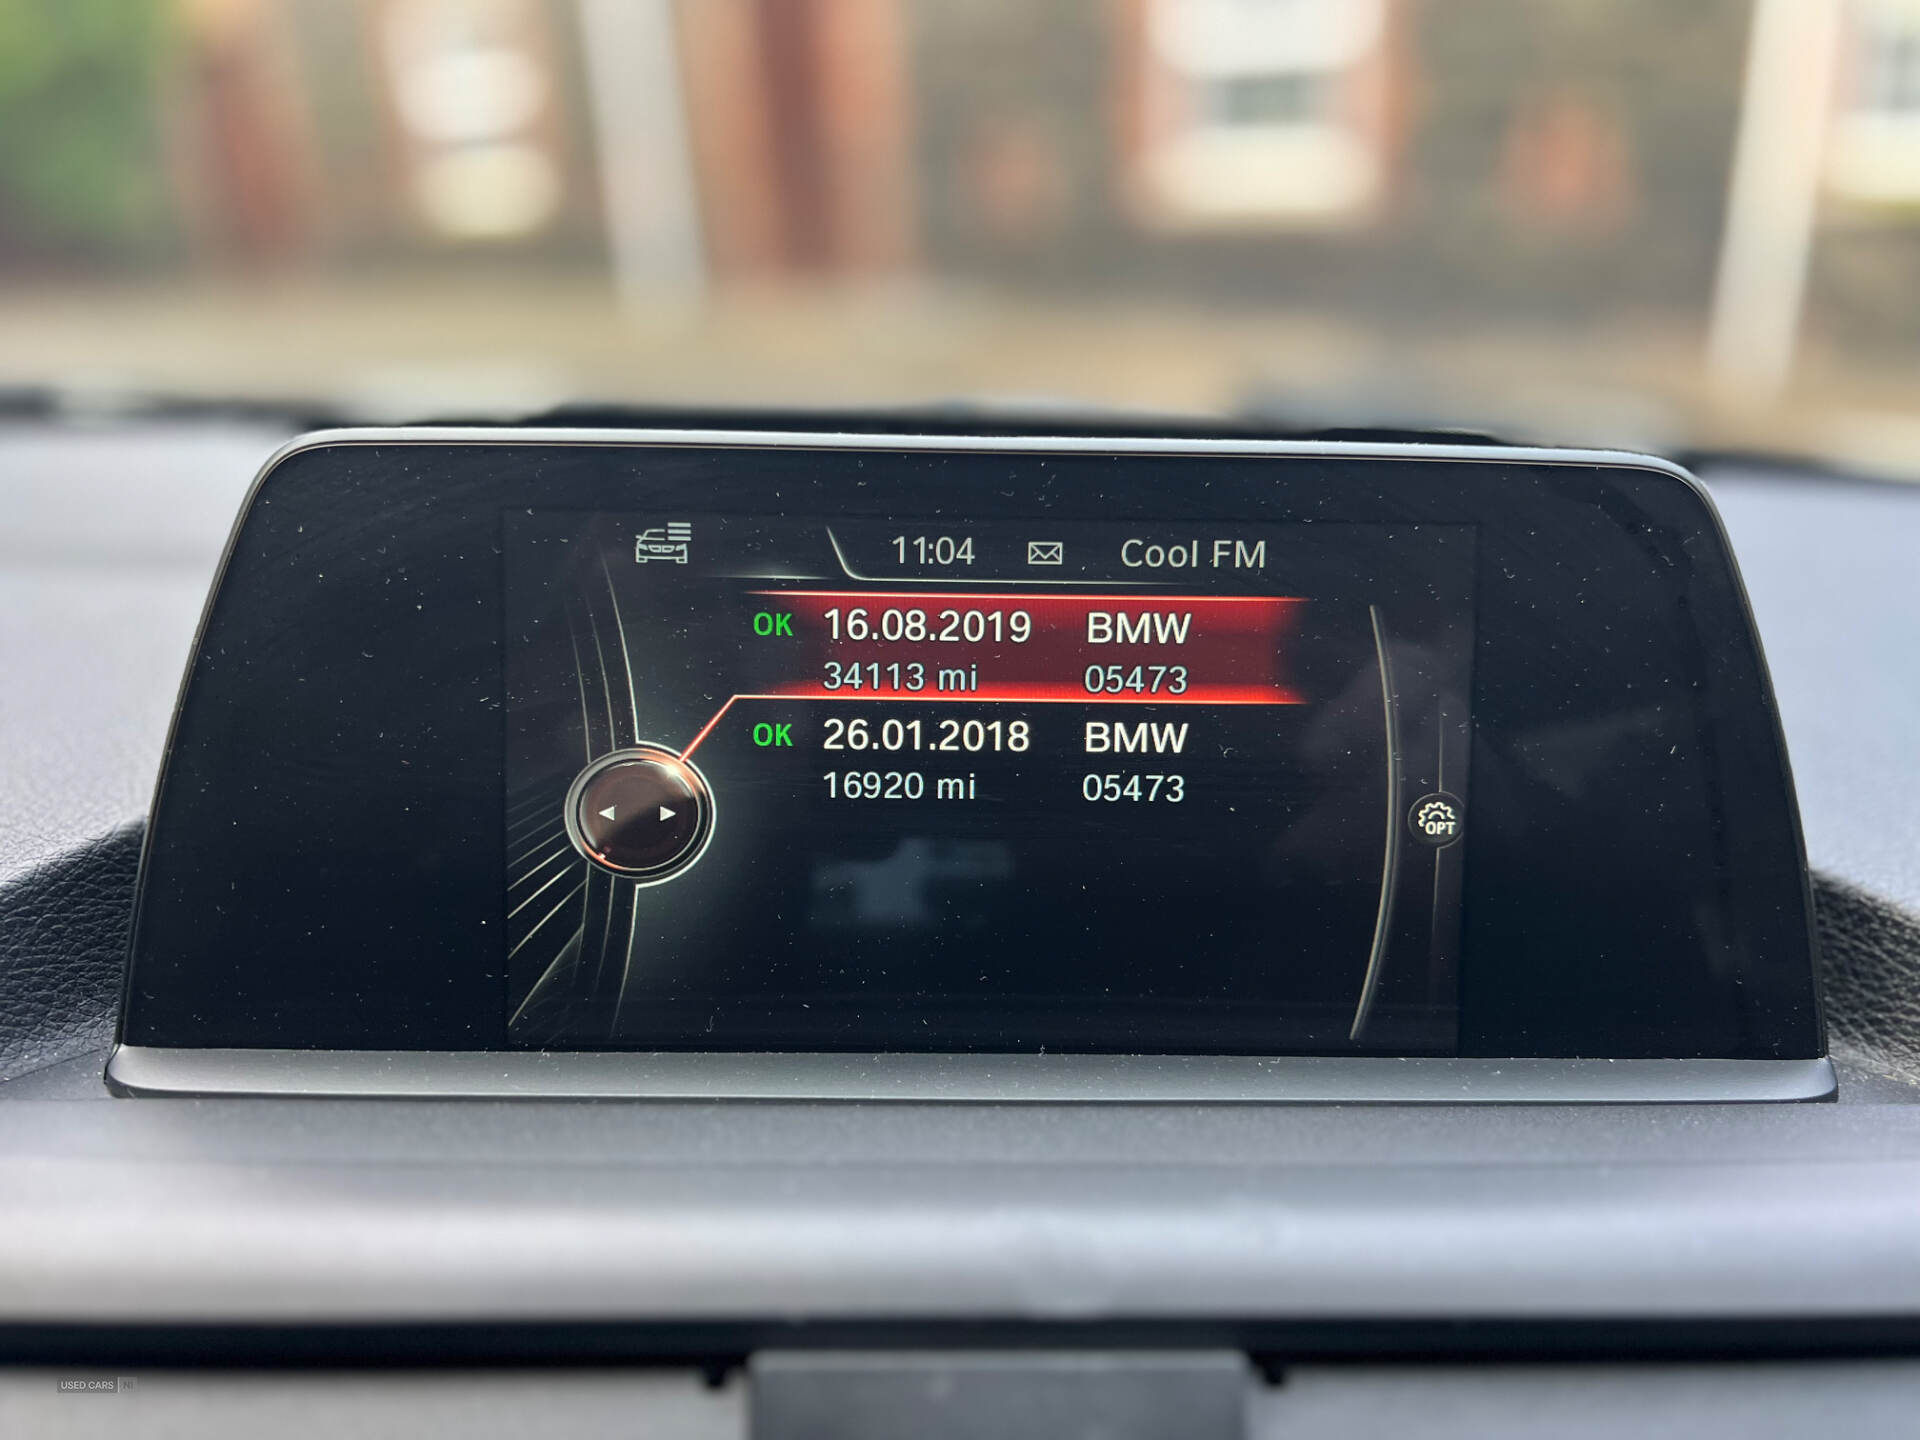 11:04 Cool FM
OK 16.08.2019 BMW
34113 mi 05473
OK 26.01.2018 BMW
16920 mi 05473
OPT
USED CARS NI